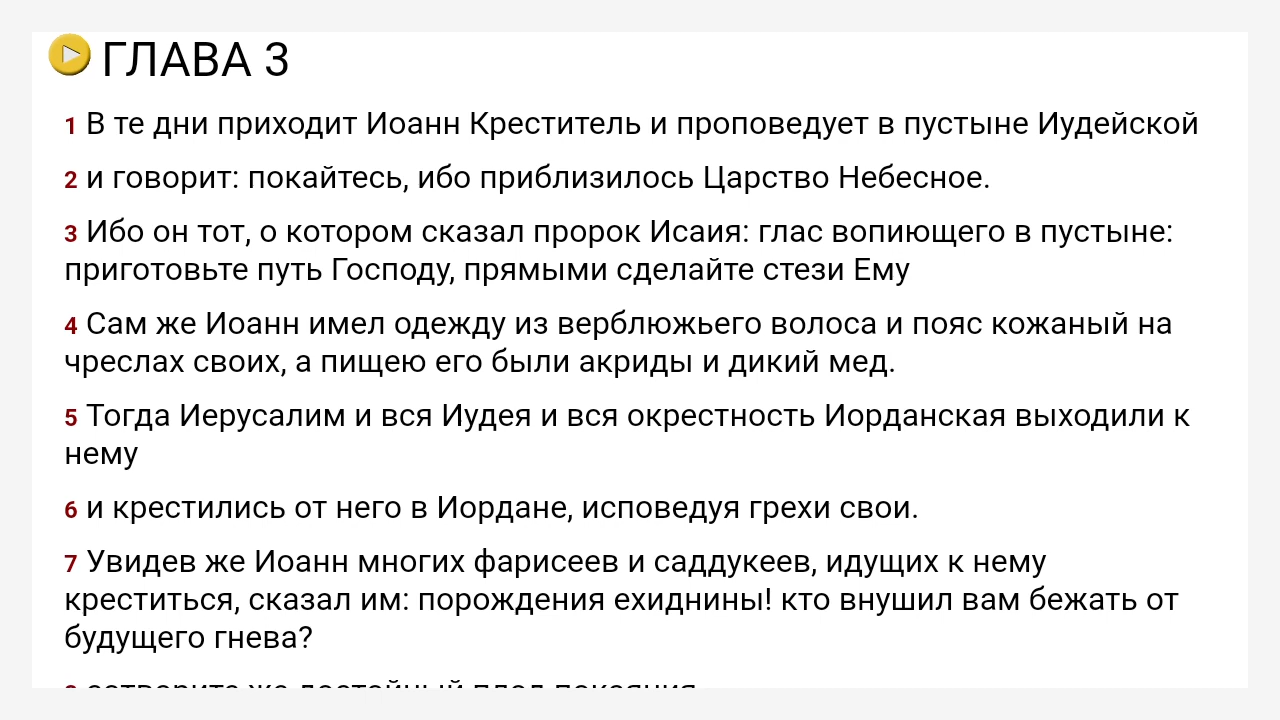 ГЛАВА 3
1 В те дни приходит Иоанн Креститель и проповедует в пустыне Иудейской
2 и говорит: покайтесь, ибо приблизилось Царство Небесное.
3 Ибо он тот, о котором сказал пророк Исаия: глас вопиющего в пустыне:
приготовьте путь Господу, прямыми сделайте стези Ему
4 Сам же Иоанн имел одежду из верблюжьего волоса и пояс кожаный на
чреслах своих, а пищею его были акриды и дикий мед.
5 Тогда Иерусалим и вся Иудея и вся окрестность Иорданская выходили к
нему
6 и крестились от него в Иордане, исповедуя грехи свои.
7 Увидев же Иоанн многих фарисеев и саддукеев, идущих к нему
креститься, сказал им: порождения ехиднины! кто внушил вам бежать от
будущего гнева?